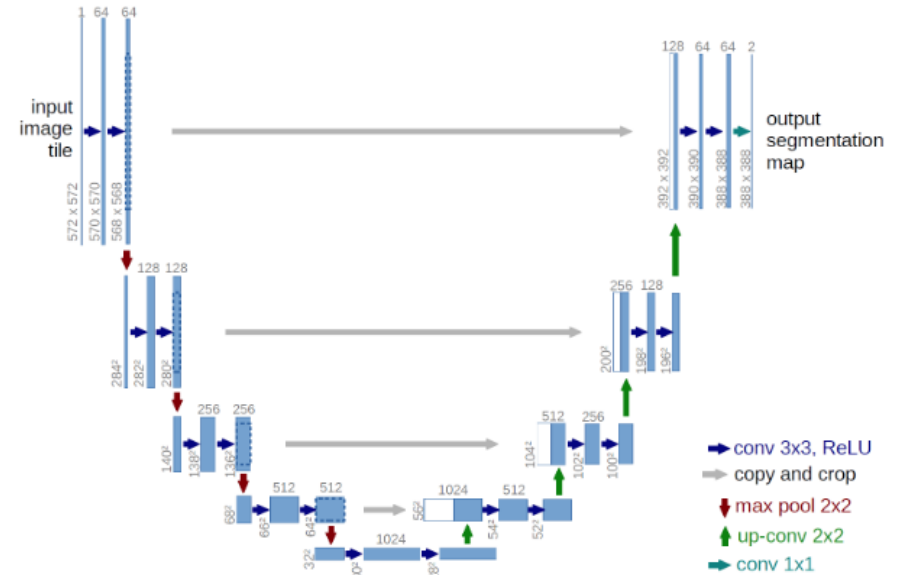 1 64 64
input
image
tile
572 x 572
570 x 570
568 x 568
128 64 64 2
392 x 392
390 x 390
388 x 388
388 x 388
output
segmentation
map
128 128
284²
282²
280²
256 128
200²
198²
196²
256 256
140²
138²
136²
512 256
104²
102²
100²
512 512
68²
66²
64²
1024 512
56²
54²
52²
1024
32²
conv 3x3, ReLU
copy and crop
max pool 2x2
up-conv 2x2
conv 1x1